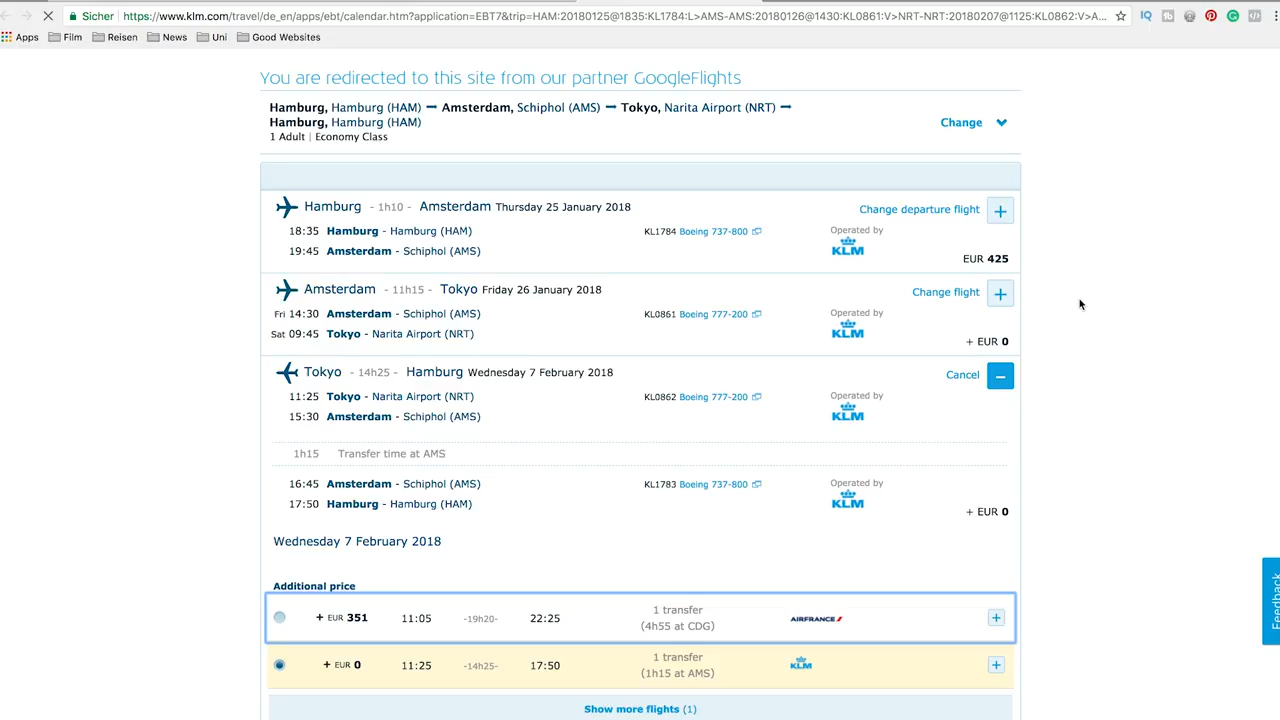 Sicher https://www.klm.com/travel/de_en/apps/ebt/calendar.htm?application=EBT7&trip=HAM:20180125@1835:KL1784:L>AMS-AMS:20180126@1430:KL0861:V>NRT-NRT:20180207@1125:KL0862:V>A...
Apps Film Reisen News Uni Good Websites
You are redirected to this site from our partner GoogleFlights
Hamburg, Hamburg (HAM) Amsterdam, Schiphol (AMS) Tokyo, Narita Airport (NRT)
Hamburg, Hamburg (HAM)
Change
1 Adult | Economy Class
Hamburg - 1h10 - Amsterdam Thursday 25 January 2018
Change departure flight +
18:35 Hamburg - Hamburg (HAM) KL1784 Boeing 737-800 Operated by
KLM
19:45 Amsterdam - Schiphol (AMS)
EUR 425
Amsterdam - 11h15 - Tokyo Friday 26 January 2018
Change flight +
Fri 14:30 Amsterdam - Schiphol (AMS) KL0861 Boeing 777-200 Operated by
KLM
Sat 09:45 Tokyo - Narita Airport (NRT)
+ EUR 0
Tokyo - 14h25 - Hamburg Wednesday 7 February 2018
Cancel −
11:25 Tokyo - Narita Airport (NRT) KL0862 Boeing 777-200 Operated by
KLM
15:30 Amsterdam - Schiphol (AMS)
1h15 Transfer time at AMS
16:45 Amsterdam - Schiphol (AMS) KL1783 Boeing 737-800 Operated by
KLM
17:50 Hamburg - Hamburg (HAM)
+ EUR 0
Wednesday 7 February 2018
Additional price
+ EUR 351 11:05 -19h20- 22:25 1 transfer
(4h55 at CDG) AIRFRANCE +
+ EUR 0 11:25 -14h25- 17:50 1 transfer
(1h15 at AMS) KLM +
Show more flights (1)
Feedback